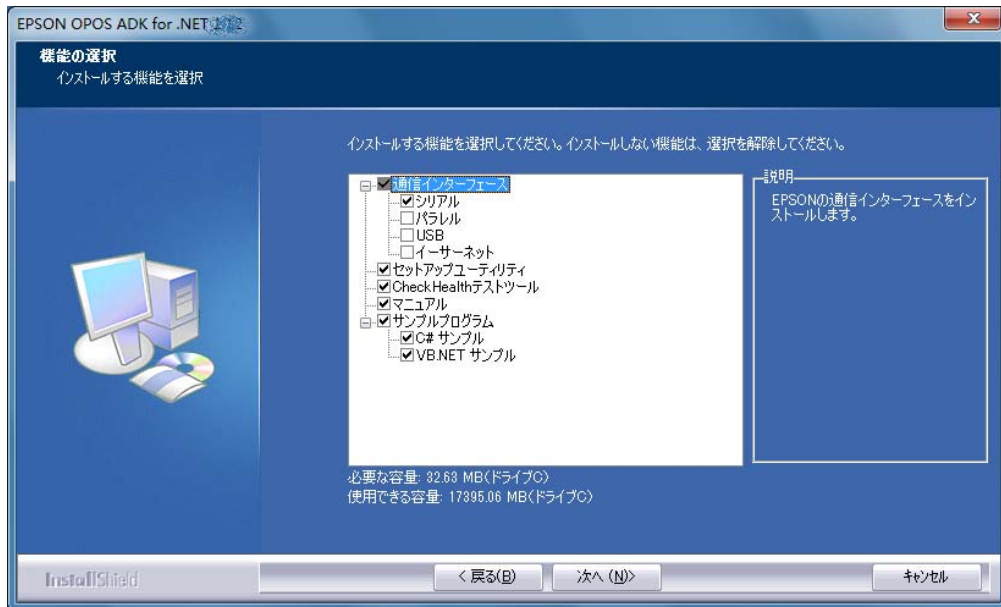 EPSON OPOS ADK for .NET
機能の選択
インストールする機能を選択
インストールする機能を選択してください。インストールしない機能は、選択を解除してください。
通信インターフェース
シリアル
パラレル
USB
イーサーネット
セットアップユーティリティ
CheckHealthテストツール
マニュアル
サンプルプログラム
C# サンプル
VB.NET サンプル
説明
EPSONの通信インターフェースをイン
ストールします。
必要な容量: 32.63 MB(ドライブC)
使用できる容量: 17395.06 MB(ドライブC)
InstallShield
< 戻る(B)
次へ (N)>
キャンセル